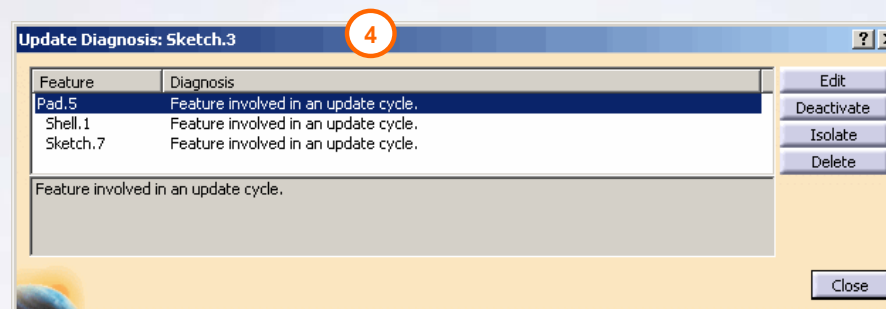 Update Diagnosis: Sketch.3
4
?
Feature Diagnosis
Pad.5 Feature involved in an update cycle.
Shell.1 Feature involved in an update cycle.
Sketch.7 Feature involved in an update cycle.
Feature involved in an update cycle.
Edit
Deactivate
Isolate
Delete
Close